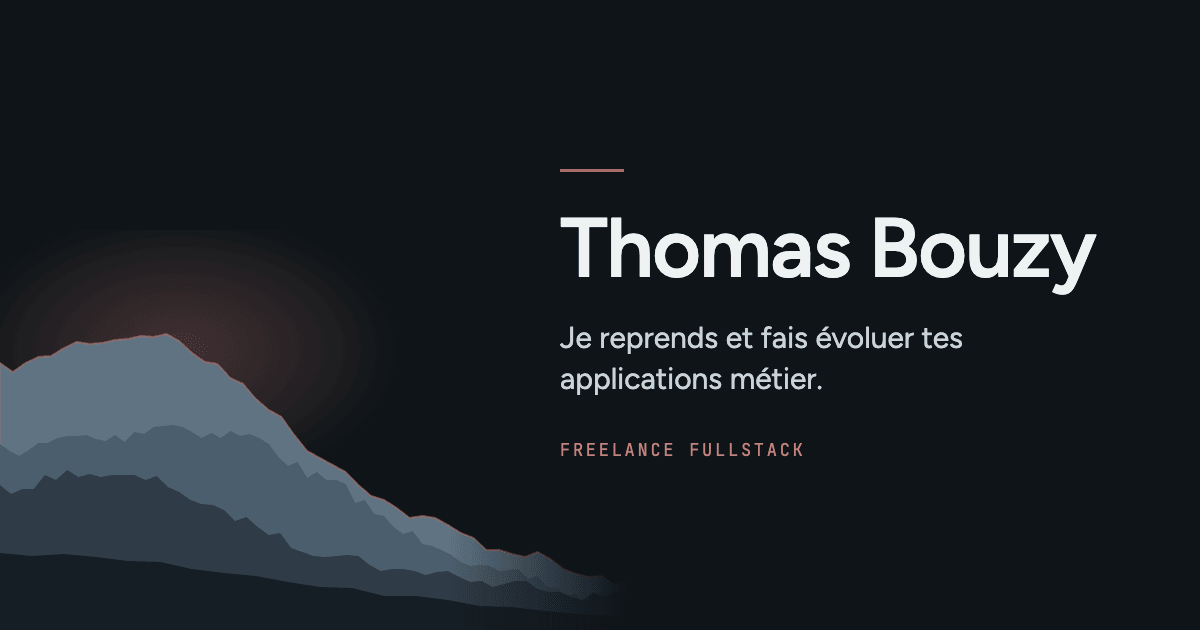 Thomas Bouzy
Je reprends et fais évoluer tes
applications métier.
FREELANCE FULLSTACK